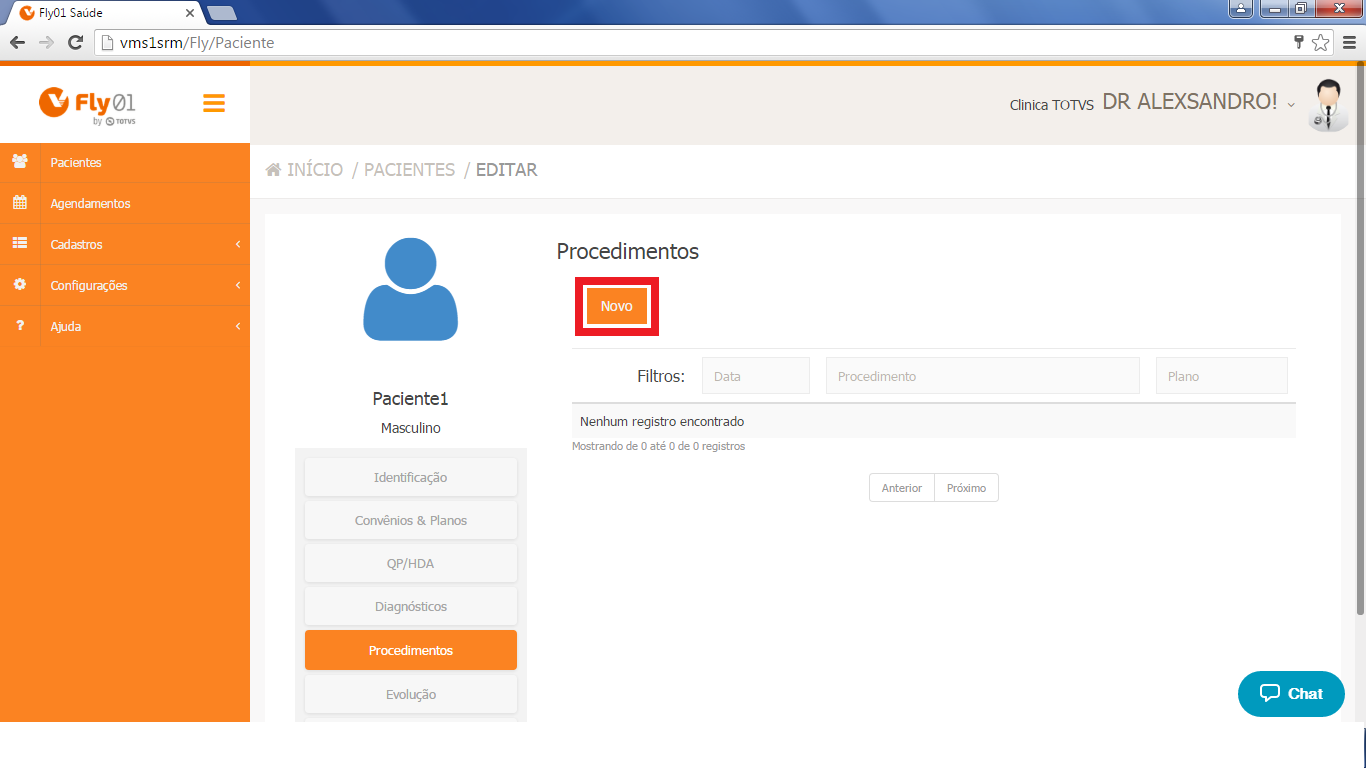 Fly01 Saúde
vms1srm/Fly/Paciente
Fly01
by TOTVS
Clinica TOTVS DR ALEXSANDRO!
Pacientes
Agendamentos
Cadastros
Configurações
? Ajuda
INÍCIO / PACIENTES / EDITAR
Paciente1
Masculino
Identificação
Convênios & Planos
QP/HDA
Diagnósticos
Procedimentos
Evolução
Procedimentos
Novo
Filtros: Data Procedimento Plano
Nenhum registro encontrado
Mostrando de 0 até 0 de 0 registros
Anterior Próximo
Chat